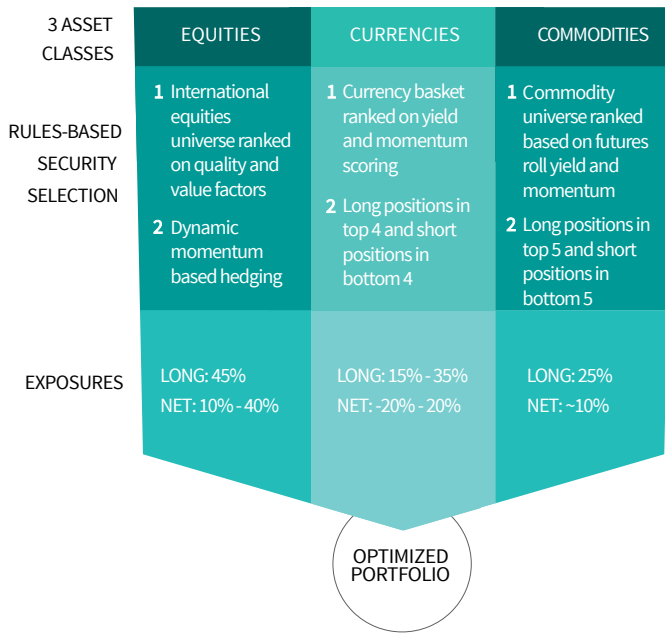 3 ASSET
CLASSES
EQUITIES
CURRENCIES
COMMODITIES
RULES-BASED
SECURITY
SELECTION
1 International
equities
universe ranked
on quality and
value factors
2 Dynamic
momentum
based hedging
1 Currency basket
ranked on yield
and momentum
scoring
2 Long positions in
top 4 and short
positions in
bottom 4
1 Commodity
universe ranked
based on futures
roll yield and
momentum
2 Long positions in
top 5 and short
positions in
bottom 5
EXPOSURES
LONG: 45%
NET: 10% - 40%
LONG: 15% - 35%
NET: -20% - 20%
LONG: 25%
NET: ~10%
OPTIMIZED
PORTFOLIO